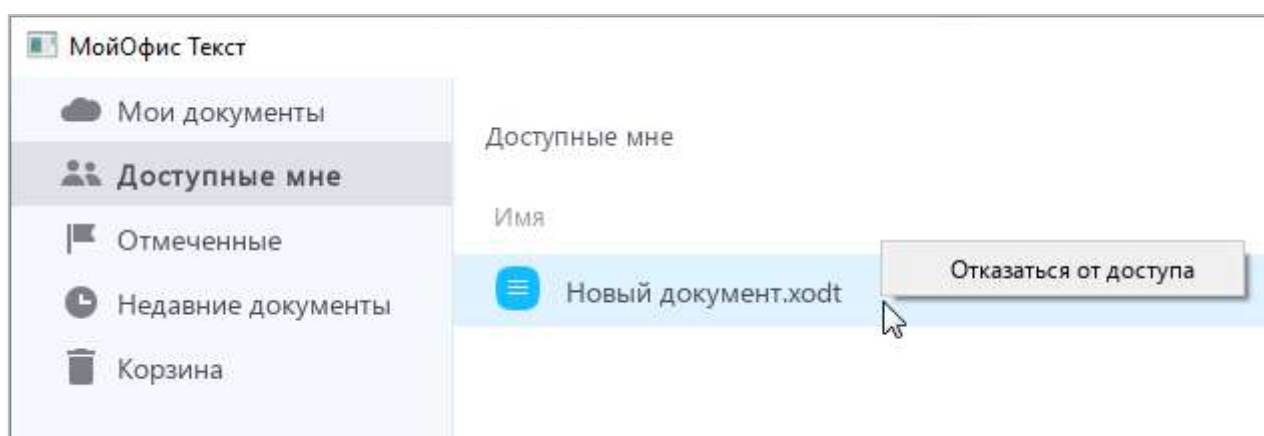 МойОфис Текст
Мои документы
Доступные мне
Отмеченные
Недавние документы
Корзина
Доступные мне
Имя
Новый документ.xodt
Отказаться от доступа